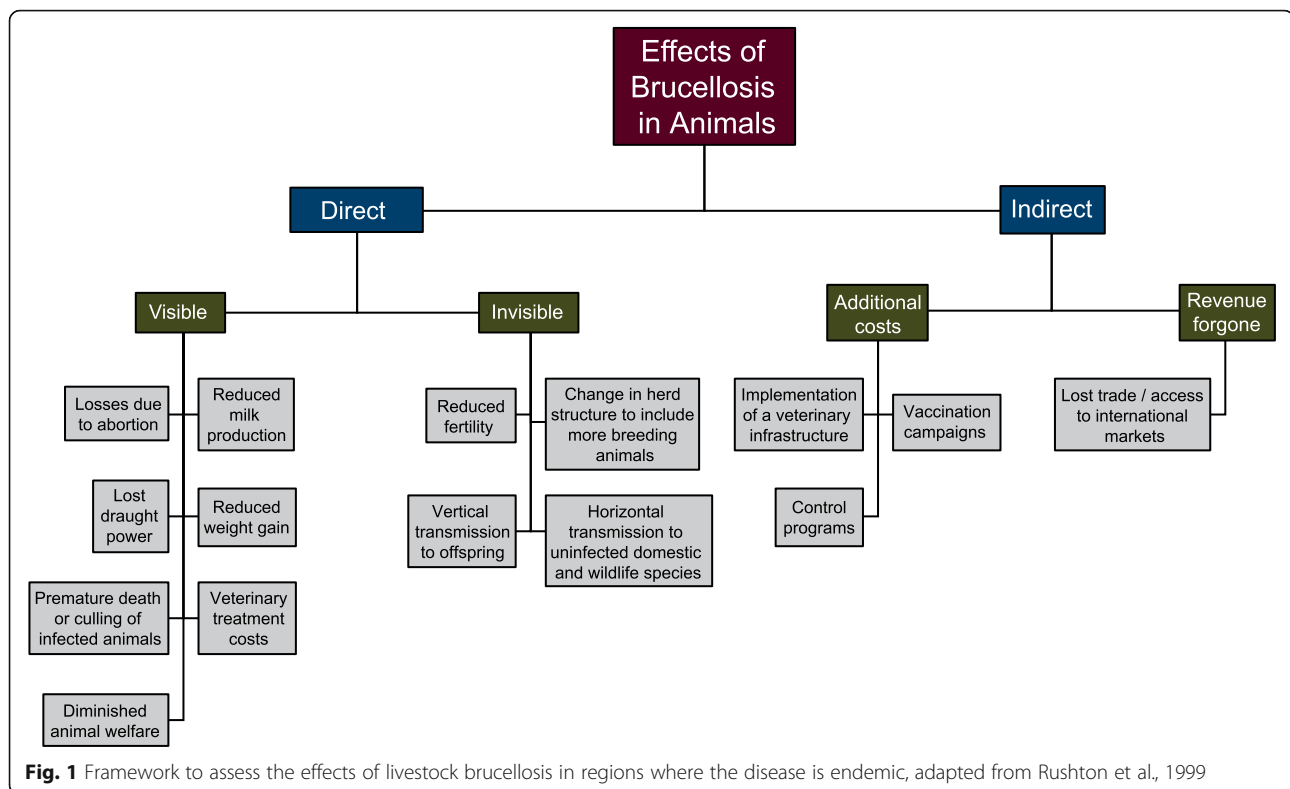 Effects of
Brucellosis
in Animals
Direct
Indirect
Visible
Invisible
Additional
costs
Revenue
forgone
Losses due
to abortion
Reduced
milk
production
Lost
draught
power
Reduced
weight gain
Premature death
or culling of
infected animals
Veterinary
treatment
costs
Diminished
animal welfare
Reduced
fertility
Change in herd
structure to include
more breeding
animals
Vertical
transmission
to offspring
Horizontal
transmission to
uninfected domestic
and wildlife species
Implementation
of a veterinary
infrastructure
Vaccination
campaigns
Control
programs
Lost trade / access
to international
markets
Fig. 1 Framework to assess the effects of livestock brucellosis in regions where the disease is endemic, adapted from Rushton et al., 1999